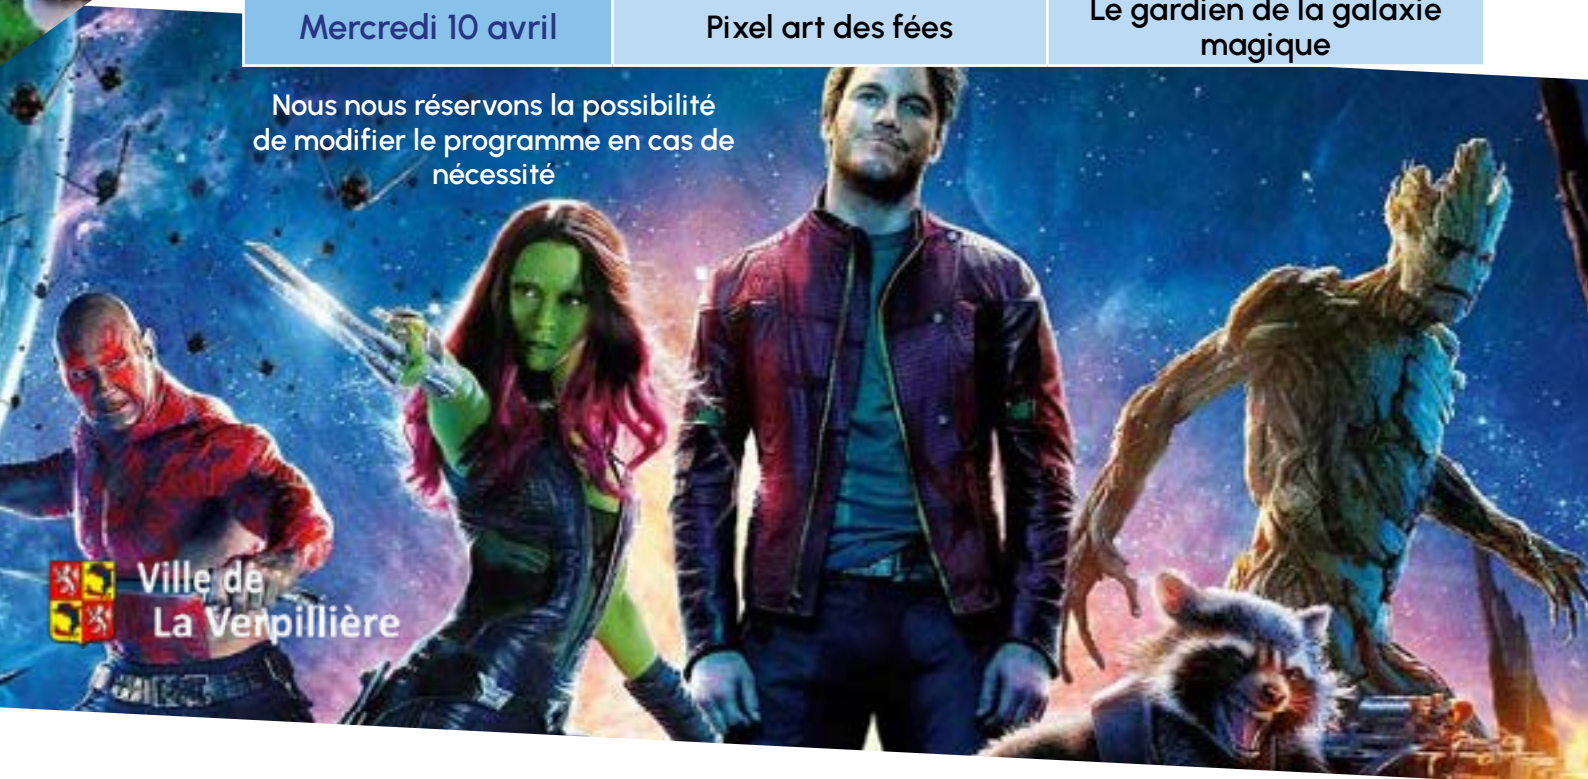 Mercredi 10 avril
Pixel art des fées
Le gardien de la galaxie
magique
Nous nous réservons la possibilité
de modifier le programme en cas de
nécessité
Ville de
La Verpillière